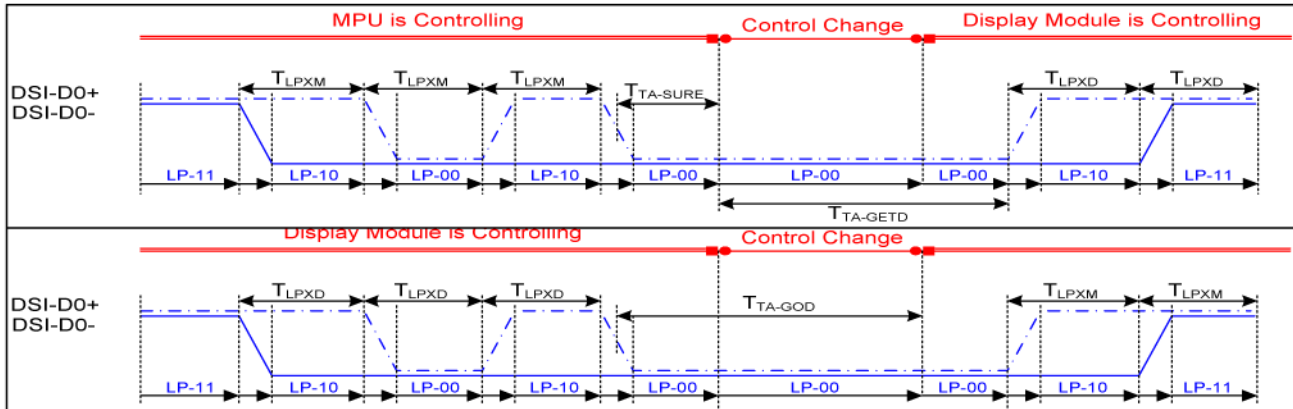 MPU is Controlling Control Change Display Module is Controlling
TLPXM TLPXM TLPXM TLPXD TLPXD
TTA-SURE
DSI-D0+
DSI-D0-
LP-11 LP-10 LP-00 LP-10 LP-00 LP-00 LP-00 LP-10 LP-11
TTA-GETD
Display Module is Controlling Control Change
TLPXD TLPXD TLPXD TLPXM TLPXM
TTA-GOD
DSI-D0+
DSI-D0-
LP-11 LP-10 LP-00 LP-10 LP-00 LP-00 LP-00 LP-10 LP-11